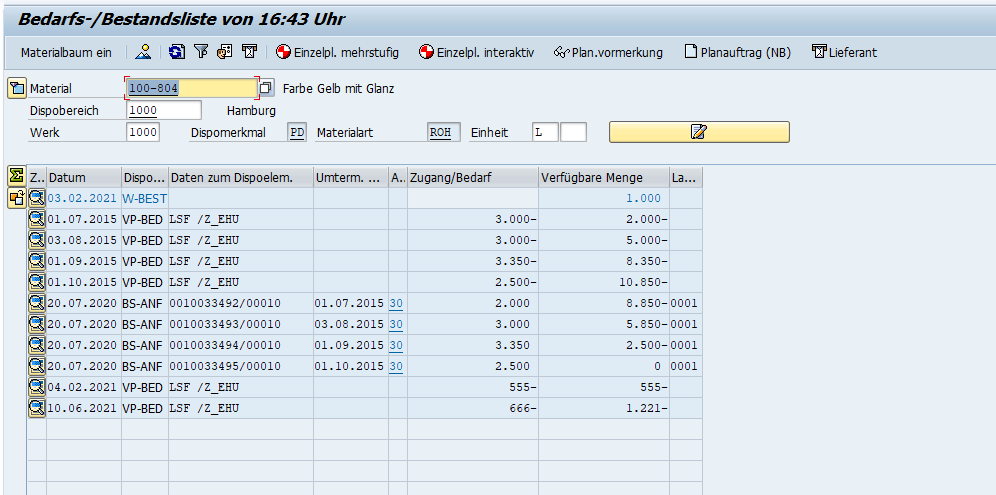 Bedarfs-/Bestandsliste von 16:43 Uhr
Materialbaum ein Einzelpl. mehrstufig Einzelpl. interaktiv Plan.vormerkung Planauftrag (NB) Lieferant
Material 100-804 Farbe Gelb mit Glanz
Dispobereich 1000 Hamburg
Werk 1000 Dispomerkmal PD Materialart ROH Einheit L
Z.. Datum Dispo... Daten zum Dispoelem. Umterm. ... A.. Zugang/Bedarf Verfügbare Menge La...
03.02.2021 W-BEST 1.000
01.07.2015 VP-BED LSF /Z_EHU 3.000- 2.000-
03.08.2015 VP-BED LSF /Z_EHU 3.000- 5.000-
01.09.2015 VP-BED LSF /Z_EHU 3.350- 8.350-
01.10.2015 VP-BED LSF /Z_EHU 2.500- 10.850-
20.07.2020 BS-ANF 0010033492/00010 01.07.2015 30 2.000 8.850- 0001
20.07.2020 BS-ANF 0010033493/00010 03.08.2015 30 3.000 5.850- 0001
20.07.2020 BS-ANF 0010033494/00010 01.09.2015 30 3.350 2.500- 0001
20.07.2020 BS-ANF 0010033495/00010 01.10.2015 30 2.500 0 0001
04.02.2021 VP-BED LSF /Z_EHU 555- 555-
10.06.2021 VP-BED LSF /Z_EHU 666- 1.221-